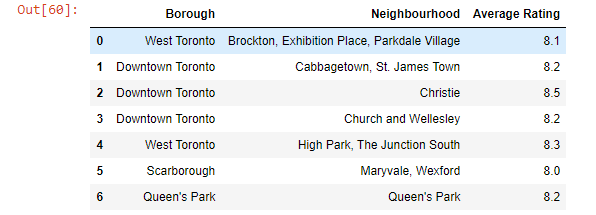 Out[60]:
Borough Neighbourhood Average Rating
0 West Toronto Brockton, Exhibition Place, Parkdale Village 8.1
1 Downtown Toronto Cabbagetown, St. James Town 8.2
2 Downtown Toronto Christie 8.5
3 Downtown Toronto Church and Wellesley 8.2
4 West Toronto High Park, The Junction South 8.3
5 Scarborough Maryvale, Wexford 8.0
6 Queen's Park Queen's Park 8.2